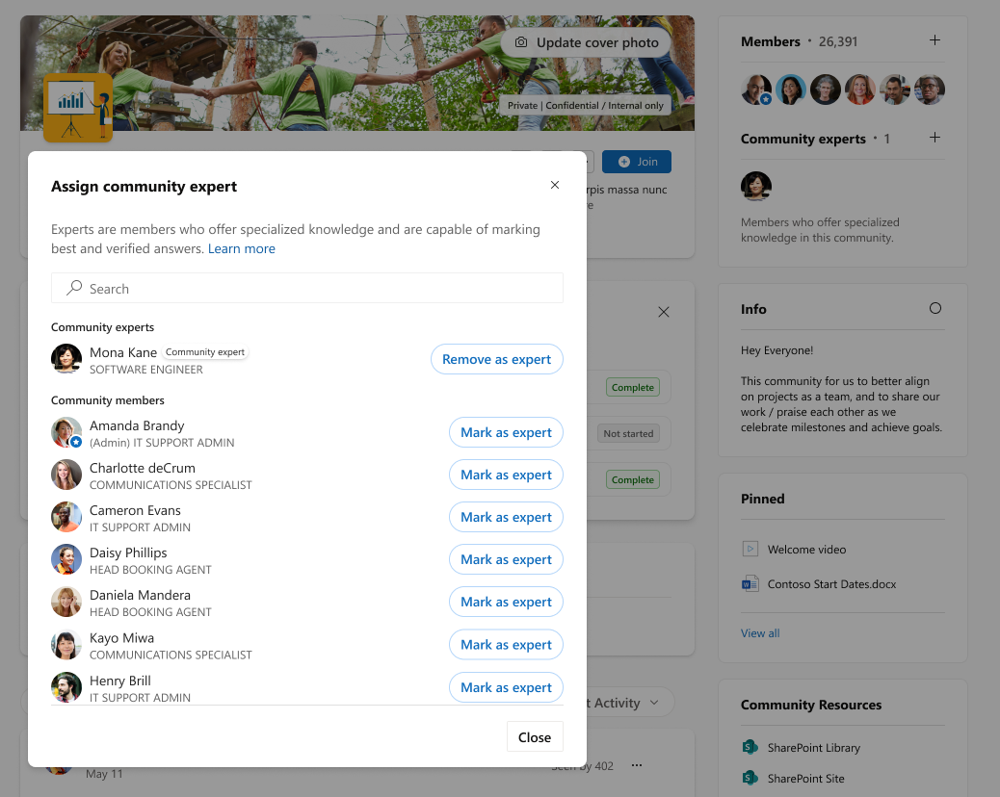 Update cover photo
Private | Confidential / Internal only
Join
rpis massa nunc
re
Assign community expert
Experts are members who offer specialized knowledge and are capable of marking
best and verified answers. Learn more
Search
Community experts
Mona Kane Community expert
SOFTWARE ENGINEER
Remove as expert
Community members
Amanda Brandy
(Admin) IT SUPPORT ADMIN
Mark as expert
Charlotte deCrum
COMMUNICATIONS SPECIALIST
Mark as expert
Cameron Evans
IT SUPPORT ADMIN
Mark as expert
Daisy Phillips
HEAD BOOKING AGENT
Mark as expert
Daniela Mandera
HEAD BOOKING AGENT
Mark as expert
Kayo Miwa
COMMUNICATIONS SPECIALIST
Mark as expert
Henry Brill
IT SUPPORT ADMIN
Mark as expert
Close
Complete
Not started
Complete
t Activity
May 11
Seen by 402
Members • 26,391
Community experts • 1
Members who offer specialized
knowledge in this community.
Info
Hey Everyone!
This community for us to better align
on projects as a team, and to share our
work / praise each other as we
celebrate milestones and achieve goals.
Pinned
Welcome video
Contoso Start Dates.docx
View all
Community Resources
SharePoint Library
SharePoint Site